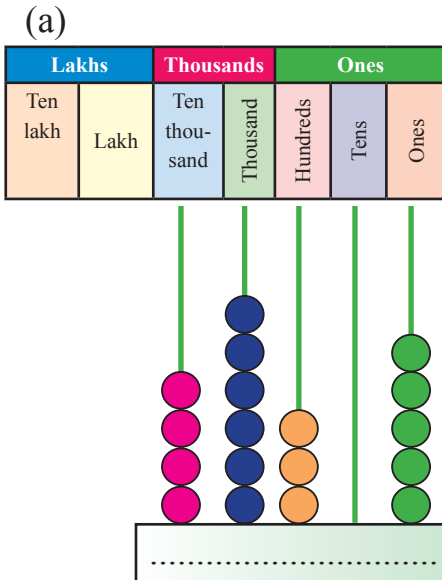 (a)
Lakhs Thousands Ones
Ten lakh Lakh Ten thou-sand Thousand Hundreds Tens Ones
....................................